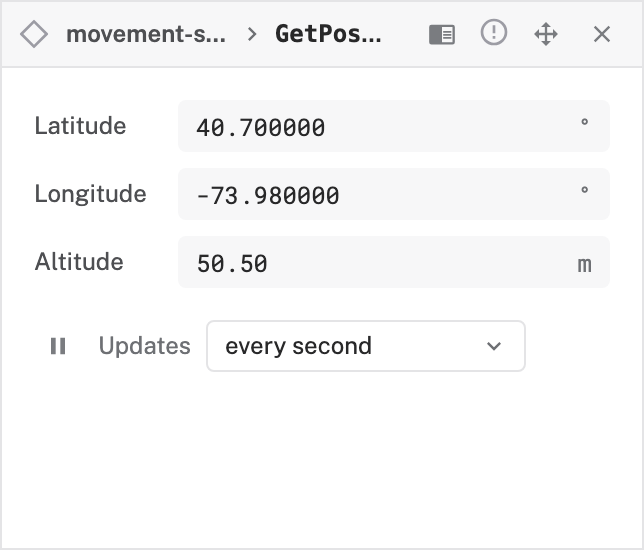 movement-s... > GetPos...
Latitude 40.700000 °
Longitude -73.980000 °
Altitude 50.50 m
Updates every second